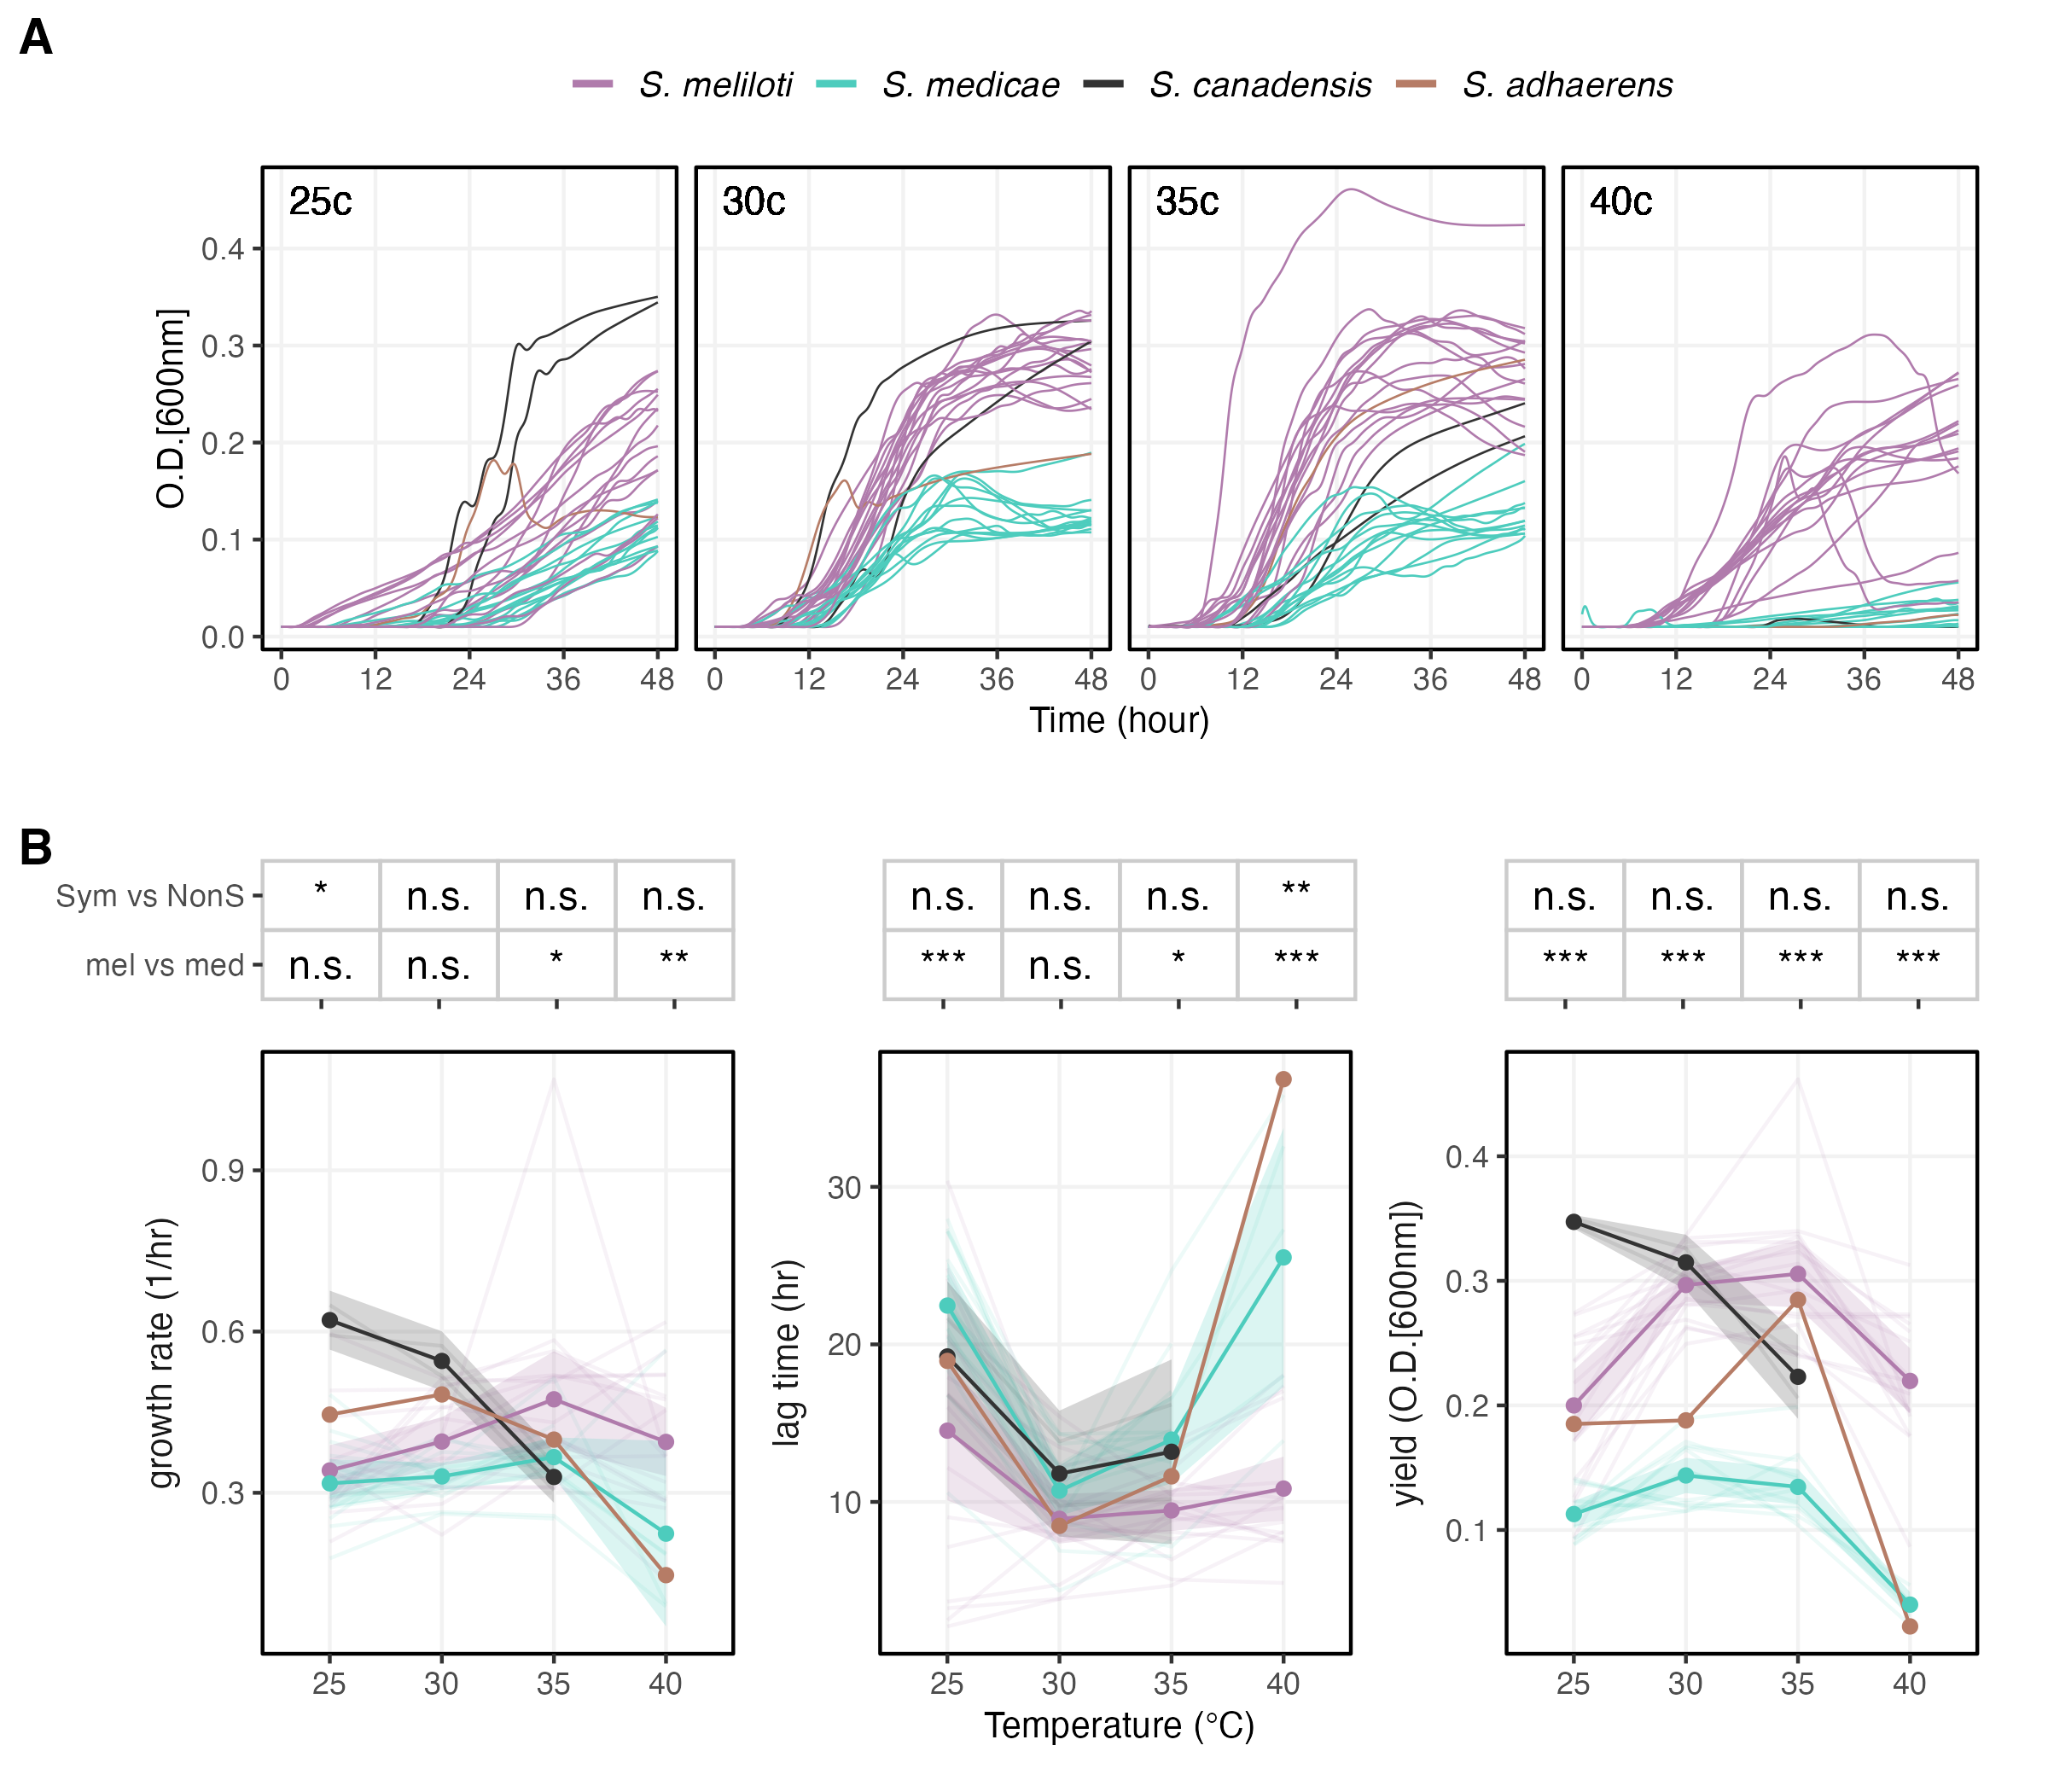 A
S. meliloti S. medicae S. canadensis S. adhaerens
25c 30c 35c 40c
0.4
0.3
0.2
0.1
0.0
O.D.[600nm]
0 12 24 36 48 0 12 24 36 48 0 12 24 36 48 0 12 24 36 48
Time (hour)
B
Sym vs NonS * n.s. n.s. n.s. n.s. n.s. n.s. ** n.s. n.s. n.s. n.s.
mel vs med n.s. n.s. * ** *** n.s. * *** *** *** *** ***
growth rate (1/hr)
0.9
0.6
0.3
25 30 35 40
lag time (hr)
30
20
10
25 30 35 40
yield (O.D.[600nm])
0.4
0.3
0.2
0.1
25 30 35 40
Temperature (°C)